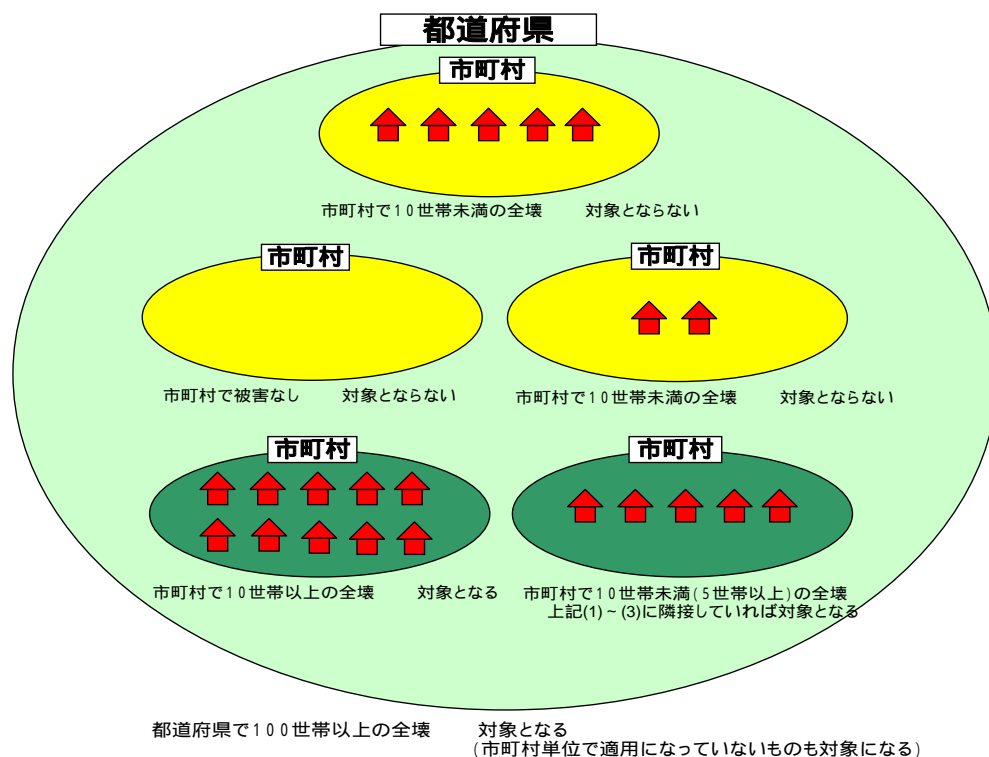 都道府県
市町村
市町村で10世帯未満の全壊　　対象とならない
市町村
市町村
市町村で被害なし　　対象とならない
市町村で10世帯未満の全壊　　対象とならない
市町村
市町村
市町村で10世帯以上の全壊　　対象となる
市町村で10世帯未満(5世帯以上)の全壊
上記(1)~(3)に隣接していれば対象となる
都道府県で100世帯以上の全壊　　対象となる
(市町村単位で適用になっていないものも対象になる)